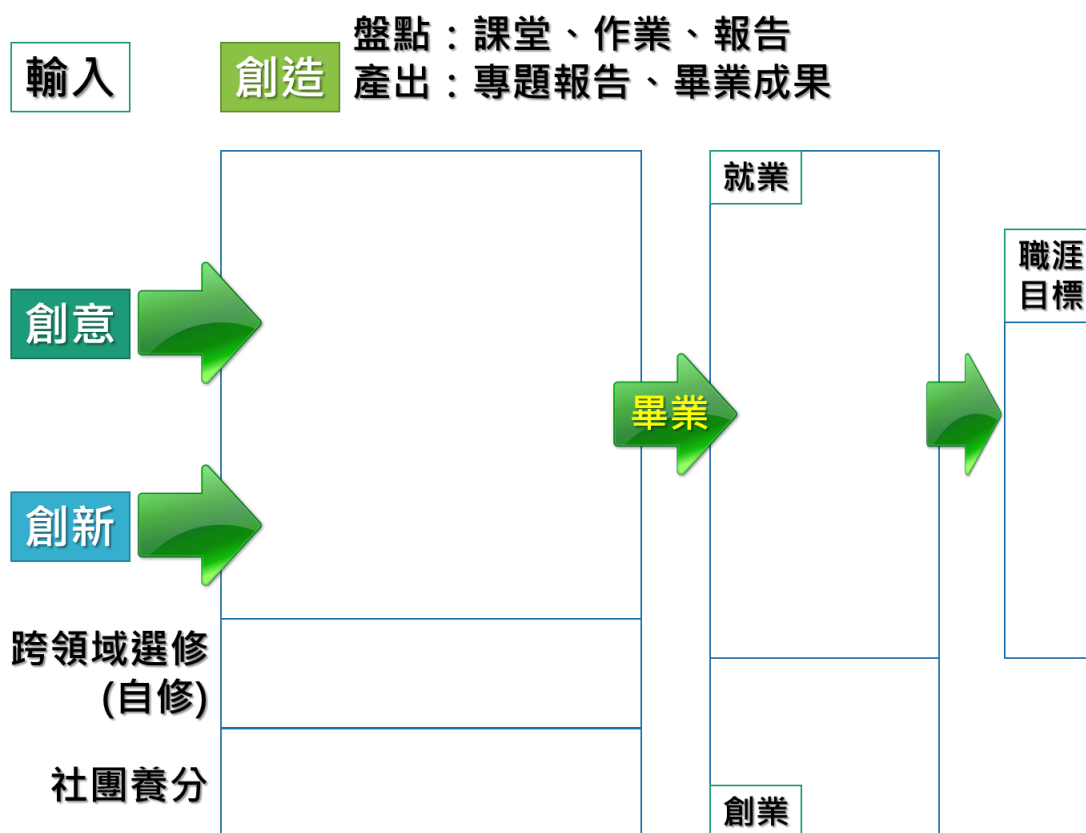 輸入
創造
盤點：課堂、作業、報告
產出：專題報告、畢業成果
就業
職涯
目標
創意
畢業
創新
跨領域選修
(自修)
社團養分
創業